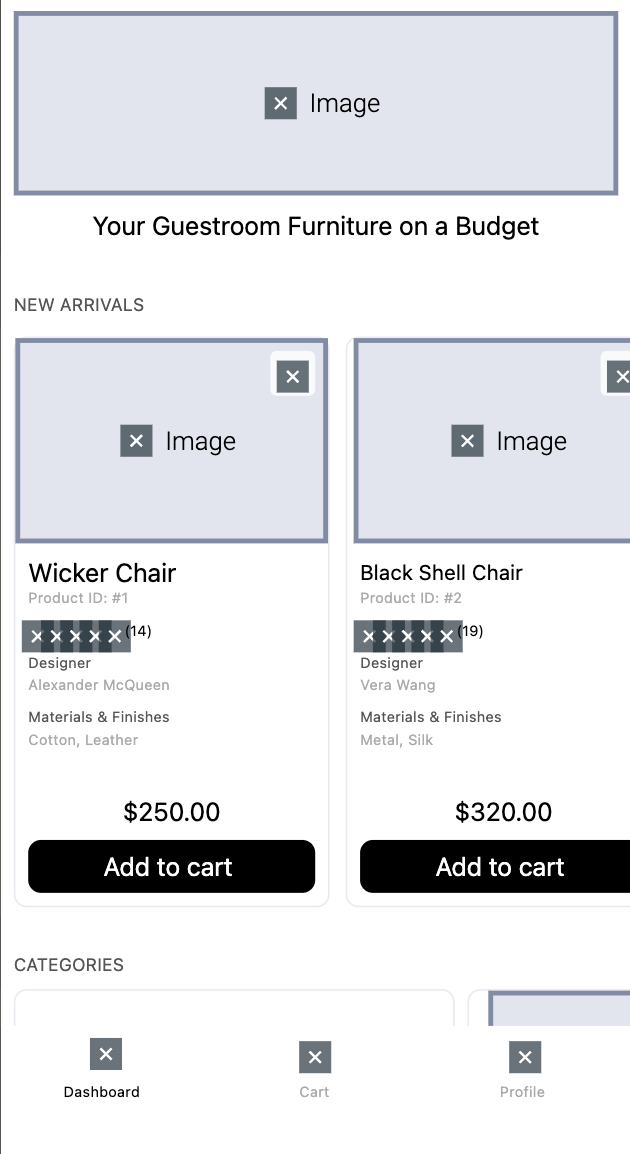 Image
Your Guestroom Furniture on a Budget
NEW ARRIVALS
Image
Wicker Chair
Product ID: #1
(14)
Designer
Alexander McQueen
Materials & Finishes
Cotton, Leather
$250.00
Add to cart
Image
Black Shell Chair
Product ID: #2
(19)
Designer
Vera Wang
Materials & Finishes
Metal, Silk
$320.00
Add to cart
CATEGORIES
Dashboard
Cart
Profile